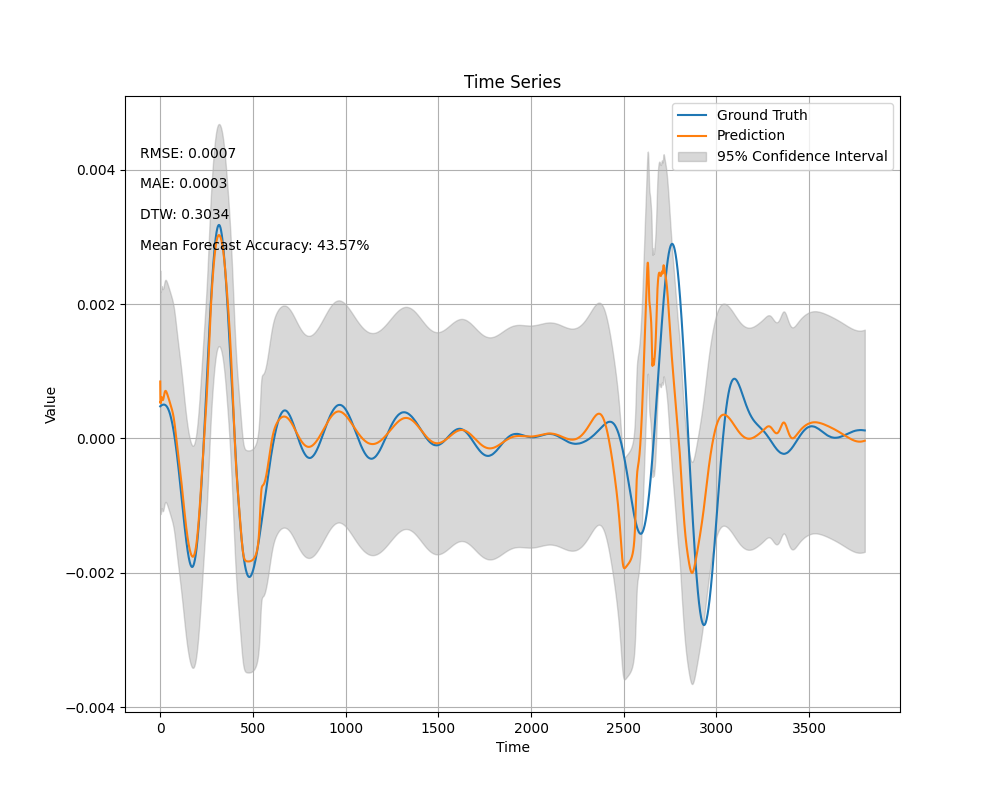 Time Series
Ground Truth
Prediction
95% Confidence Interval
RMSE: 0.0007
MAE: 0.0003
DTW: 0.3034
Mean Forecast Accuracy: 43.57%
0.004
0.002
0.000
−0.002
−0.004
Value
0 500 1000 1500 2000 2500 3000 3500
Time